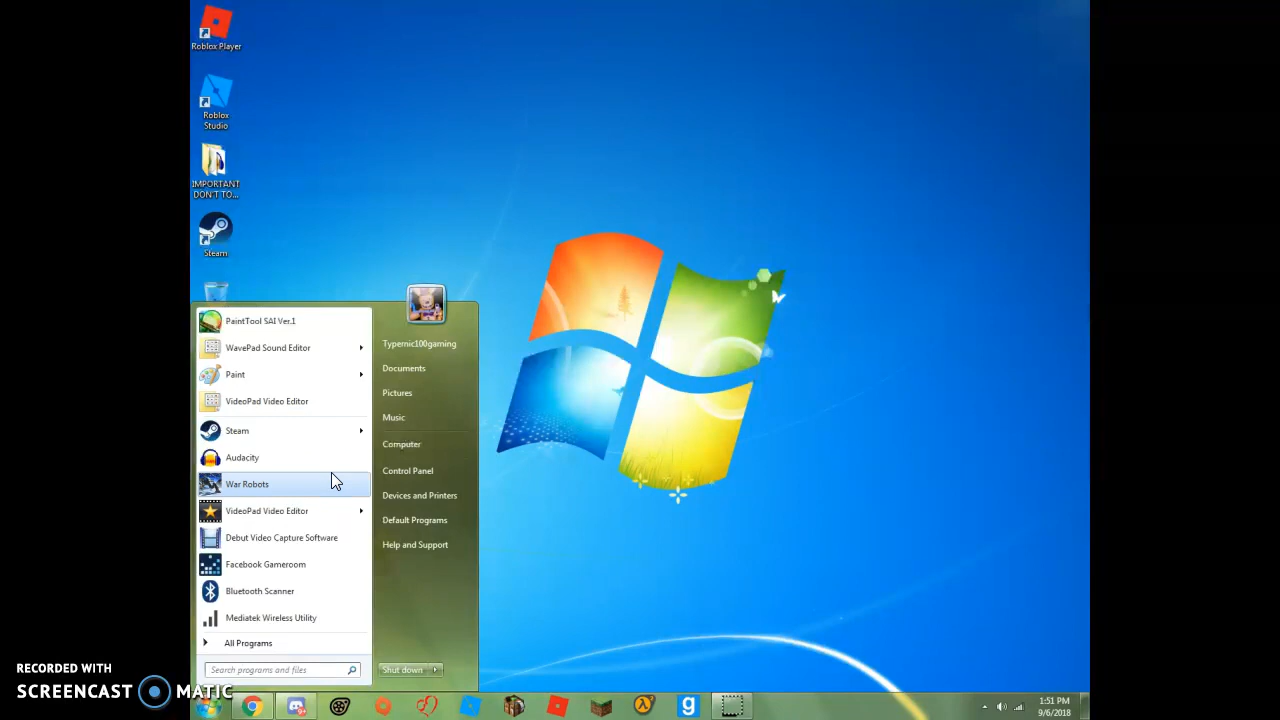 Roblox Player
Roblox
Studio
IMPORTANT
DON'T TO...
Steam
PaintTool SAI Ver.1
WavePad Sound Editor
Paint
VideoPad Video Editor
Steam
Audacity
War Robots
VideoPad Video Editor
Debut Video Capture Software
Facebook Gameroom
Bluetooth Scanner
Mediatek Wireless Utility
All Programs
Search programs and files
Typernic100gaming
Documents
Pictures
Music
Computer
Control Panel
Devices and Printers
Default Programs
Help and Support
Shut down
RECORDED WITH
SCREENCAST MATIC
g
1:51 PM
9/6/2018